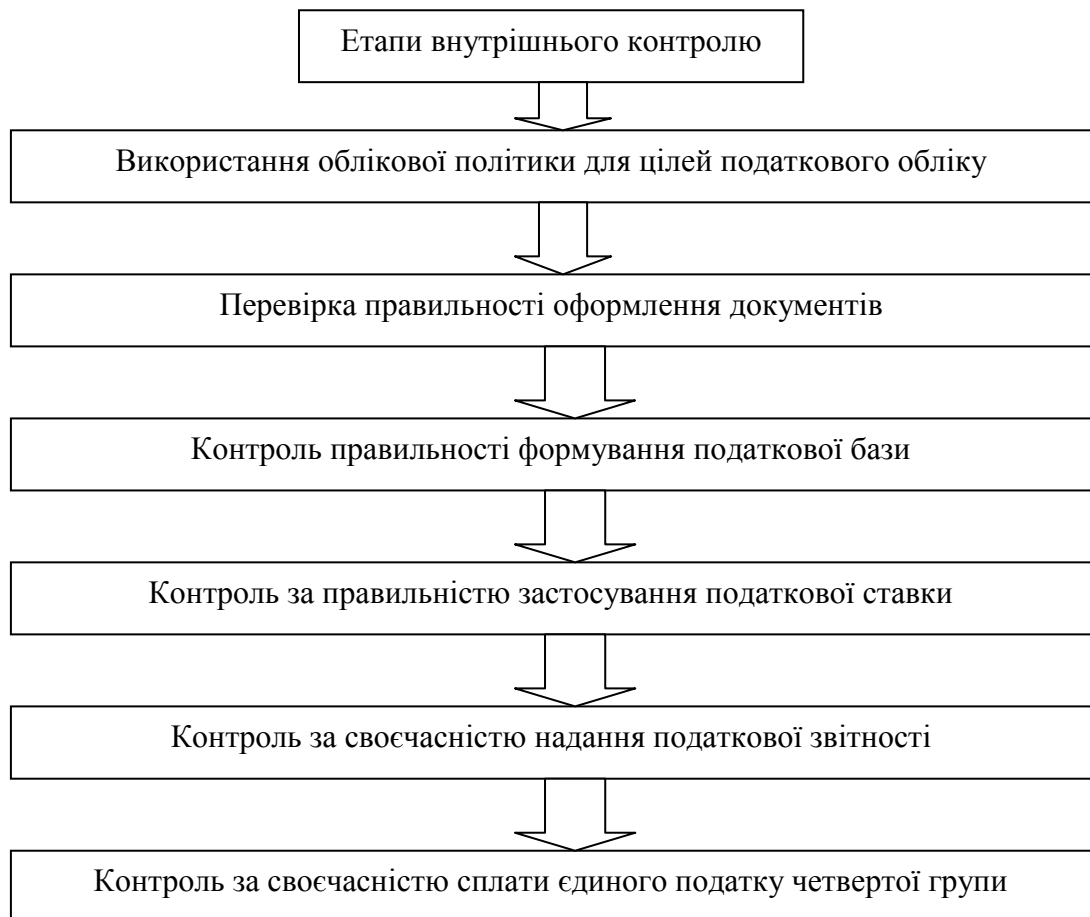 Етапи внутрішнього контролю
Використання облікової політики для цілей податкового обліку
Перевірка правильності оформлення документів
Контроль правильності формування податкової бази
Контроль за правильністю застосування податкової ставки
Контроль за своєчасністю надання податкової звітності
Контроль за своєчасністю сплати єдиного податку четвертої групи